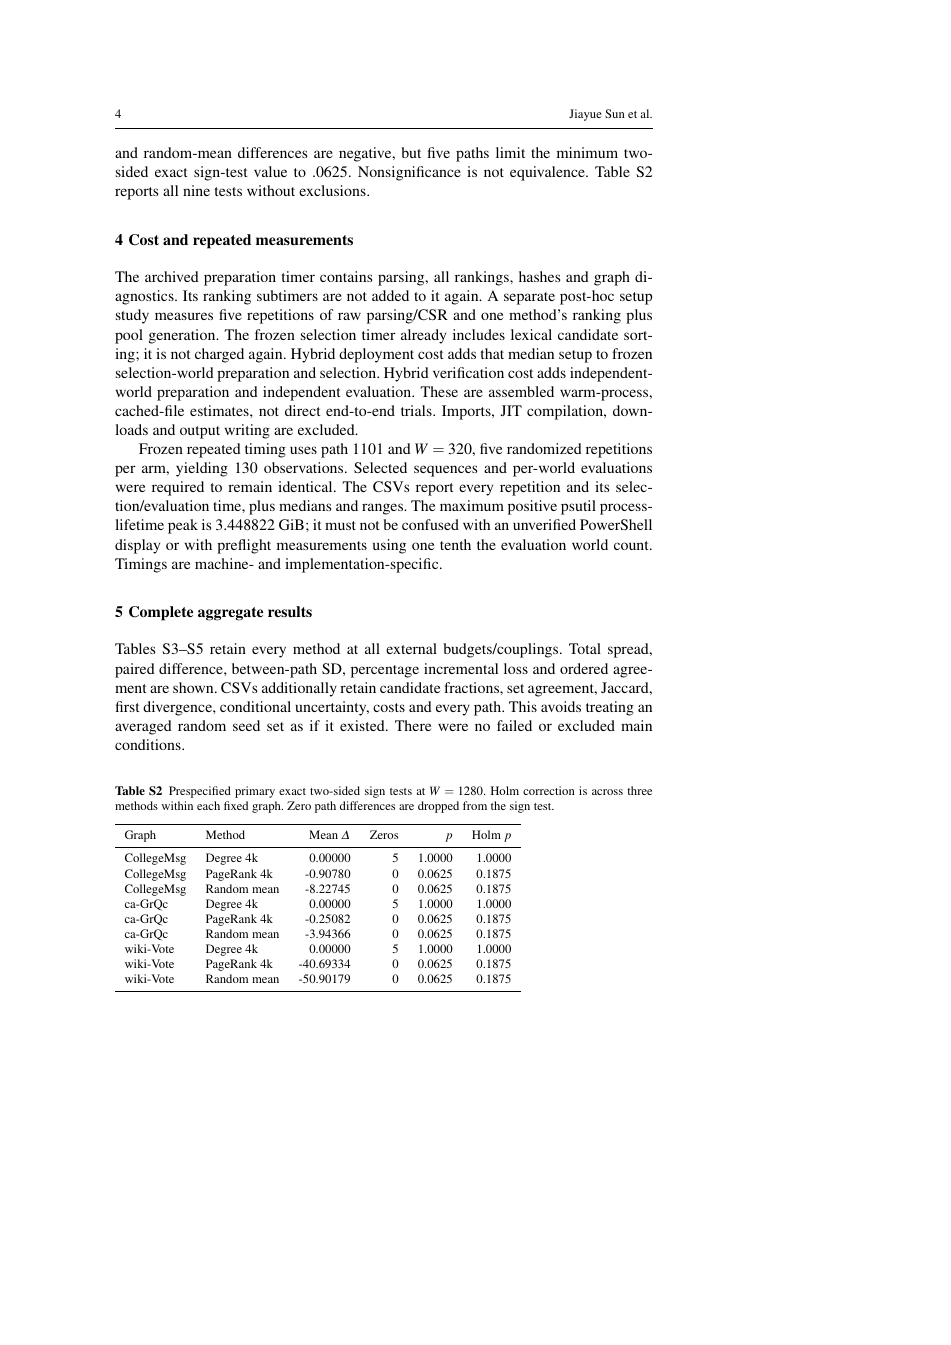 4 Jiayue Sun et al.
and random-mean differences are negative, but five paths limit the minimum two-
sided exact sign-test value to .0625. Nonsignificance is not equivalence. Table S2
reports all nine tests without exclusions.
4 Cost and repeated measurements
The archived preparation timer contains parsing, all rankings, hashes and graph di-
agnostics. Its ranking subtimers are not added to it again. A separate post-hoc setup
study measures five repetitions of raw parsing/CSR and one method's ranking plus
pool generation. The frozen selection timer already includes lexical candidate sort-
ing; it is not charged again. Hybrid deployment cost adds that median setup to frozen
selection-world preparation and selection. Hybrid verification cost adds independent-
world preparation and independent evaluation. These are assembled warm-process,
cached-file estimates, not direct end-to-end trials. Imports, JIT compilation, down-
loads and output writing are excluded.
Frozen repeated timing uses path 1101 and W = 320, five randomized repetitions
per arm, yielding 130 observations. Selected sequences and per-world evaluations
were required to remain identical. The CSVs report every repetition and its selec-
tion/evaluation time, plus medians and ranges. The maximum positive psutil process-
lifetime peak is 3.448822 GiB; it must not be confused with an unverified PowerShell
display or with preflight measurements using one tenth the evaluation world count.
Timings are machine- and implementation-specific.
5 Complete aggregate results
Tables S3–S5 retain every method at all external budgets/couplings. Total spread,
paired difference, between-path SD, percentage incremental loss and ordered agree-
ment are shown. CSVs additionally retain candidate fractions, set agreement, Jaccard,
first divergence, conditional uncertainty, costs and every path. This avoids treating an
averaged random seed set as if it existed. There were no failed or excluded main
conditions.
Table S2 Prespecified primary exact two-sided sign tests at W = 1280. Holm correction is across three
methods within each fixed graph. Zero path differences are dropped from the sign test.
Graph Method Mean Δ Zeros p Holm p
CollegeMsg Degree 4k 0.00000 5 1.0000 1.0000
CollegeMsg PageRank 4k -0.90780 0 0.0625 0.1875
CollegeMsg Random mean -8.22745 0 0.0625 0.1875
ca-GrQc Degree 4k 0.00000 5 1.0000 1.0000
ca-GrQc PageRank 4k -0.25082 0 0.0625 0.1875
ca-GrQc Random mean -3.94366 0 0.0625 0.1875
wiki-Vote Degree 4k 0.00000 5 1.0000 1.0000
wiki-Vote PageRank 4k -40.69334 0 0.0625 0.1875
wiki-Vote Random mean -50.90179 0 0.0625 0.1875